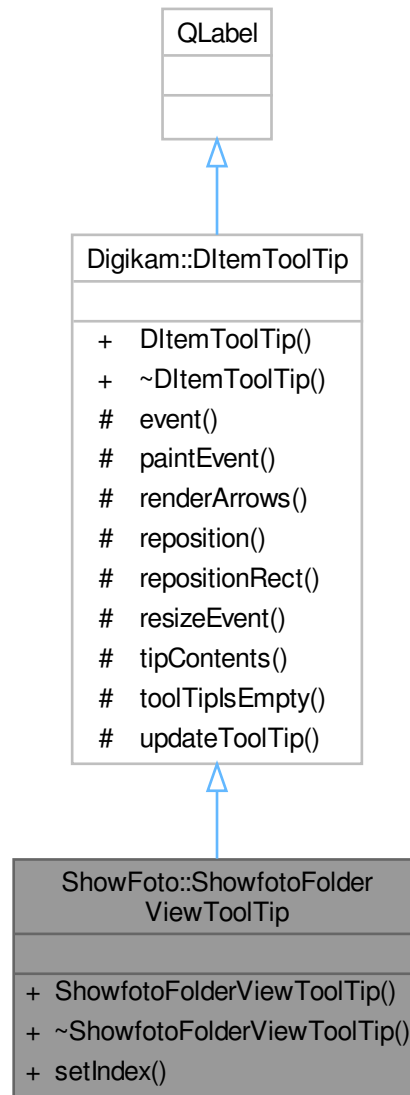 QLabel
Digikam::DItemToolTip
+ DItemToolTip()
+ ~DItemToolTip()
# event()
# paintEvent()
# renderArrows()
# reposition()
# repositionRect()
# resizeEvent()
# tipContents()
# toolTipIsEmpty()
# updateToolTip()
ShowFoto::ShowfotoFolder
ViewToolTip
+ ShowfotoFolderViewToolTip()
+ ~ShowfotoFolderViewToolTip()
+ setIndex()